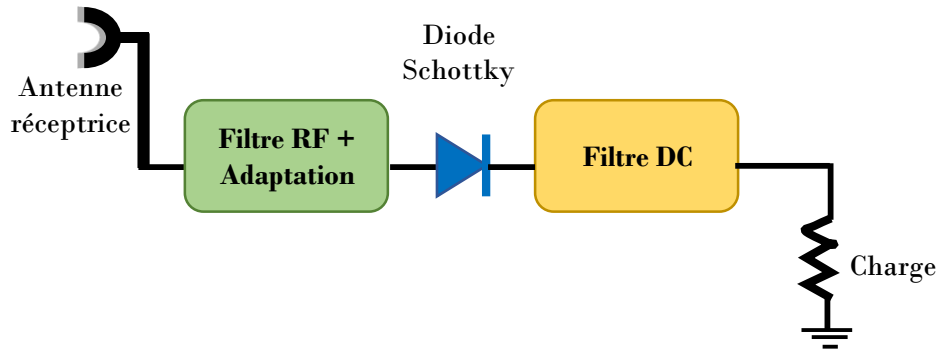 Antenne
réceptrice
Filtre RF +
Adaptation
Diode
Schottky
Filtre DC
Charge